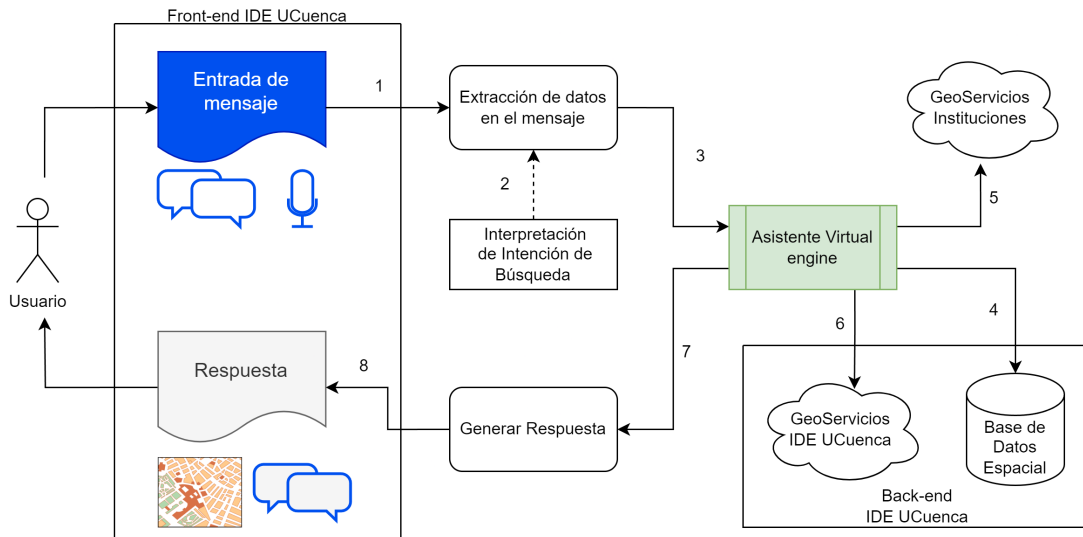 Front-end IDE UCuenca
Entrada de
mensaje
1
Extracción de datos
en el mensaje
2
Interpretación
de Intención de
Búsqueda
3
Asistente Virtual
engine
GeoServicios
Instituciones
5
4
6
7
GeoServicios
IDE UCuenca
Base de
Datos
Espacial
Back-end
IDE UCuenca
Generar Respuesta
8
Respuesta
Usuario